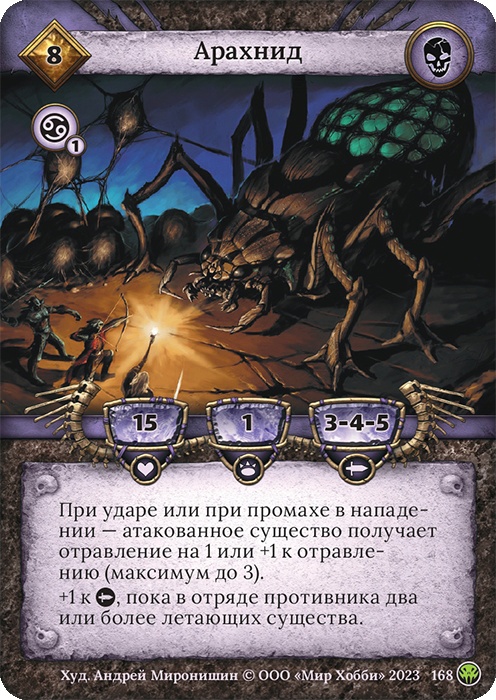 8
Арахнид
1
15
1
3-4-5
При ударе или при промахе в нападе-
нии — атакованное существо получает
отравление на 1 или +1 к отравле-
нию (максимум до 3).
+1 к , пока в отряде противника два
или более летающих существа.
Худ. Андрей Миронишин © ООО «Мир Хобби» 2023 168